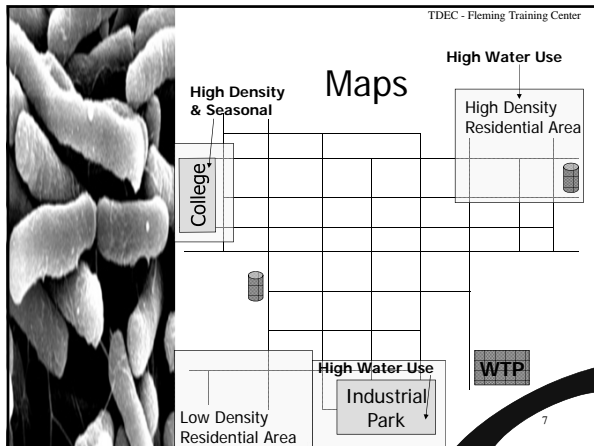 TDEC - Fleming Training Center
Maps
High Water Use
High Density
& Seasonal
High Density
Residential Area
College
High Water Use
WTP
Industrial
Park
Low Density
Residential Area
7